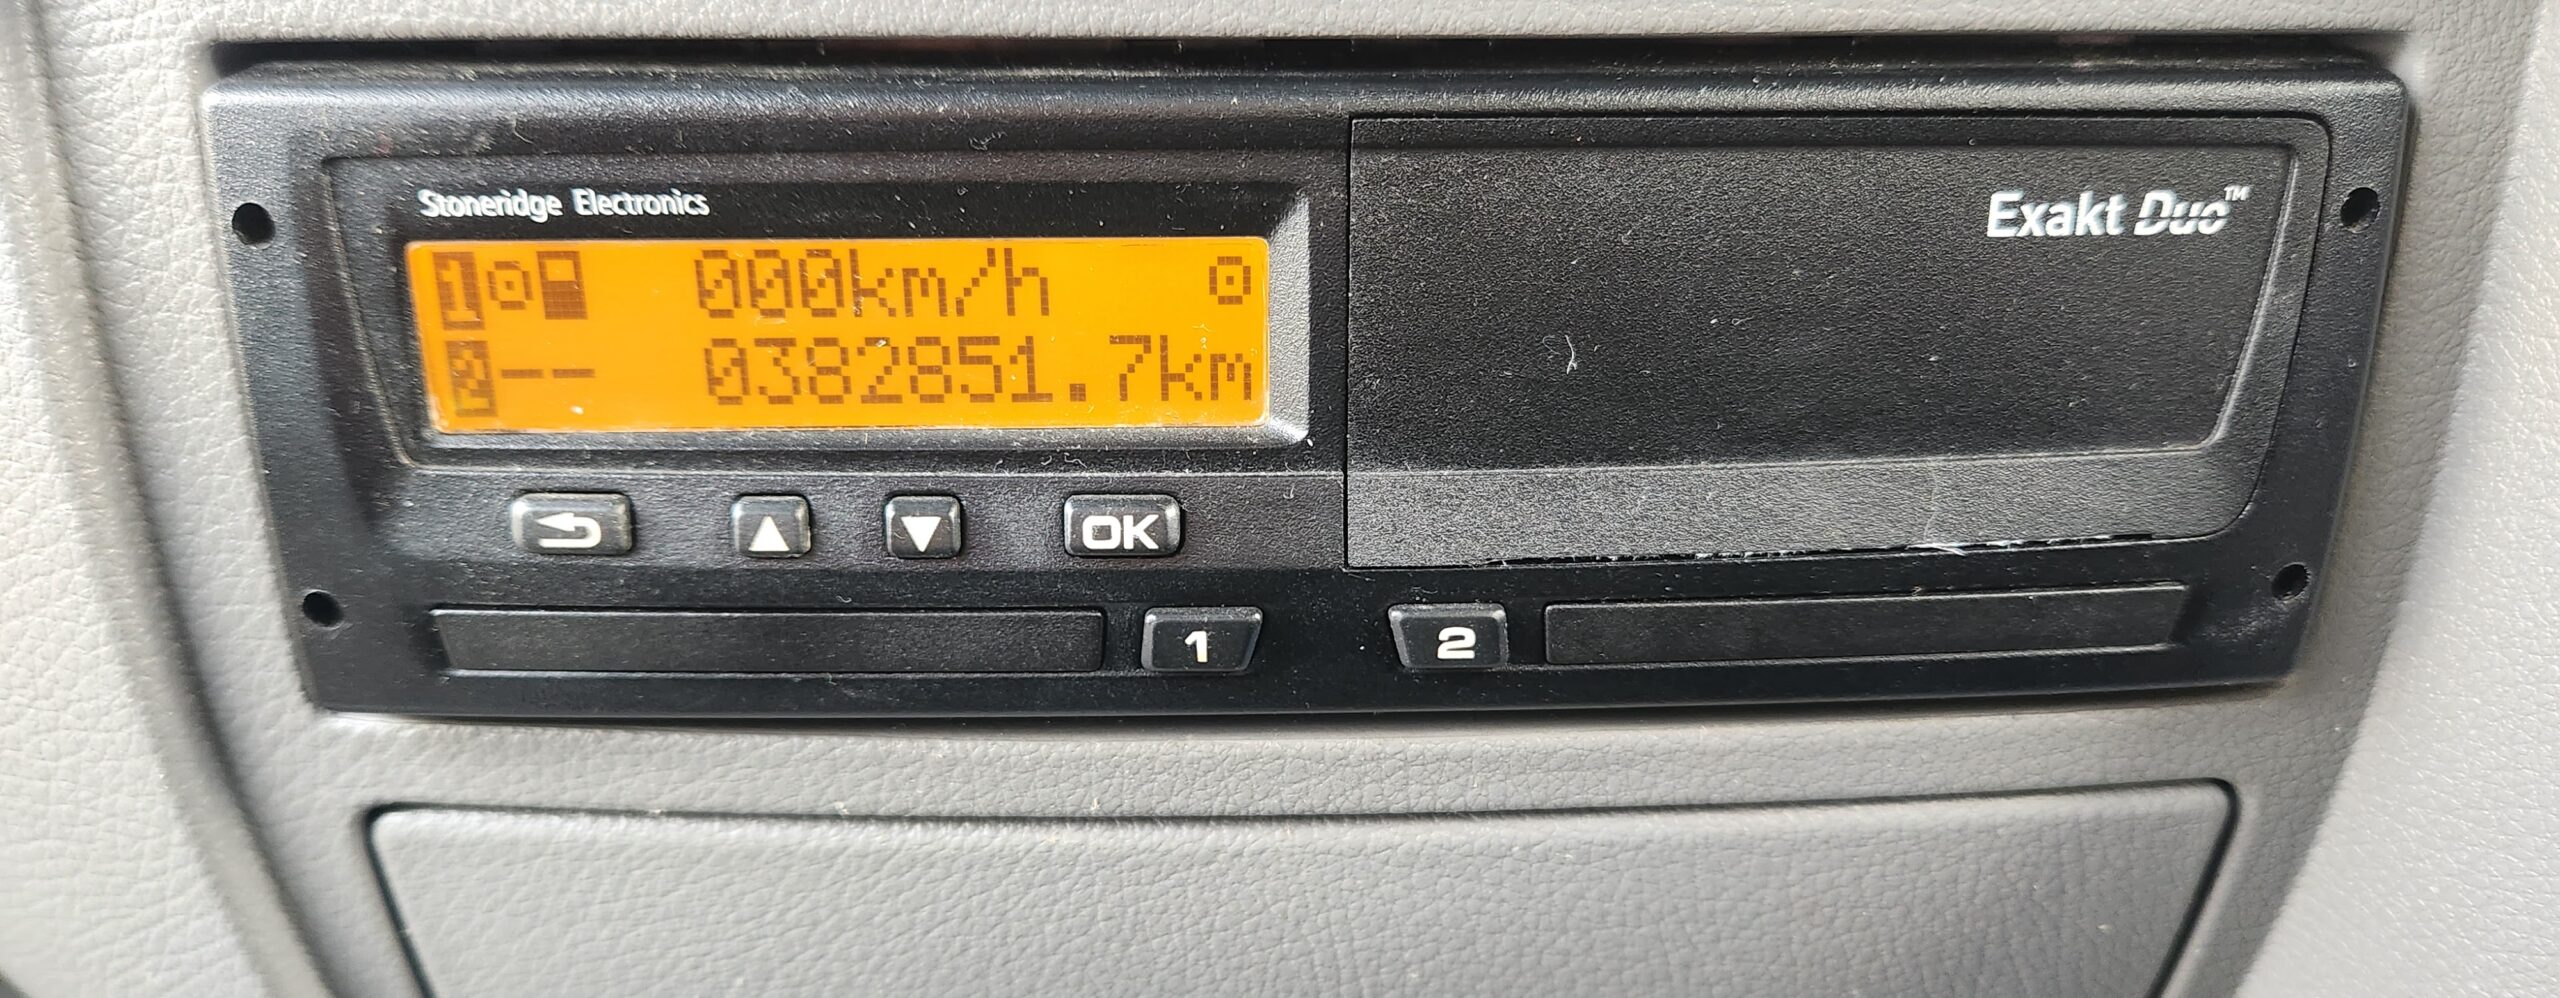 Stoneridge Electronics
Exakt Duo™
1 000km/h
2 -- 0382851.7km
OK
1
2